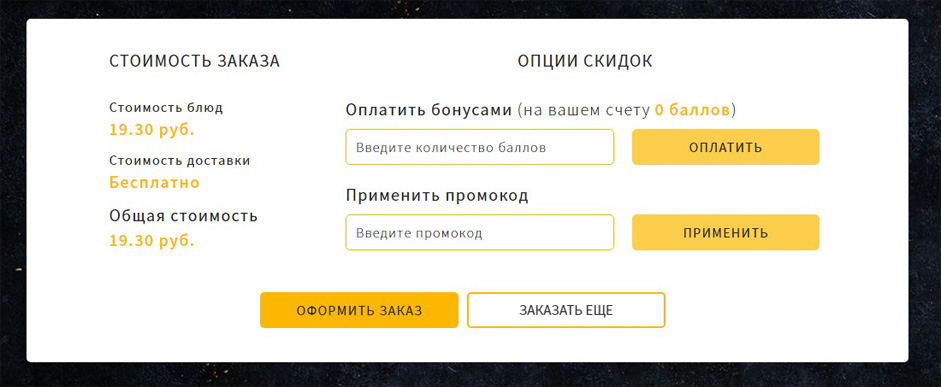 СТОИМОСТЬ ЗАКАЗА
Стоимость блюд
19.30 руб.
Стоимость доставки
Бесплатно
Общая стоимость
19.30 руб.
ОПЦИИ СКИДОК
Оплатить бонусами (на вашем счету 0 баллов)
Введите количество баллов
ОПЛАТИТЬ
Применить промокод
Введите промокод
ПРИМЕНИТЬ
ОФОРМИТЬ ЗАКАЗ
ЗАКАЗАТЬ ЕЩЕ